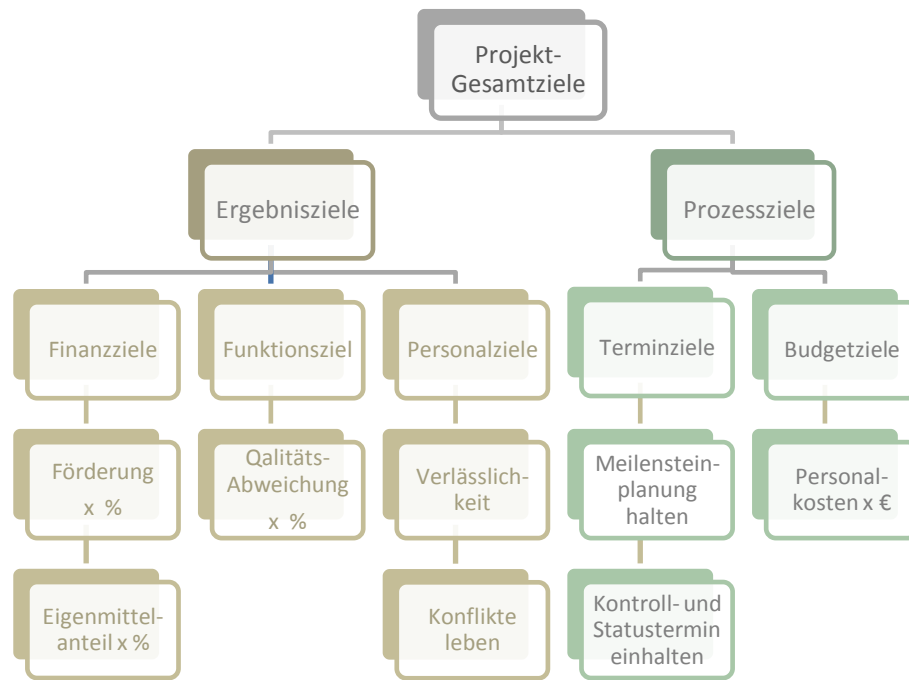 Projekt-
Gesamtziele
Ergebnisziele
Prozessziele
Finanzziele
Funktionsziel
Personalziele
Terminziele
Budgetziele
Förderung
x %
Qalitäts-
Abweichung
x %
Verlässlich-
keit
Meilenstein-
planung
halten
Personal-
kosten x €
Eigenmittel-
anteil x %
Konflikte
leben
Kontroll- und
Statustermin
einhalten